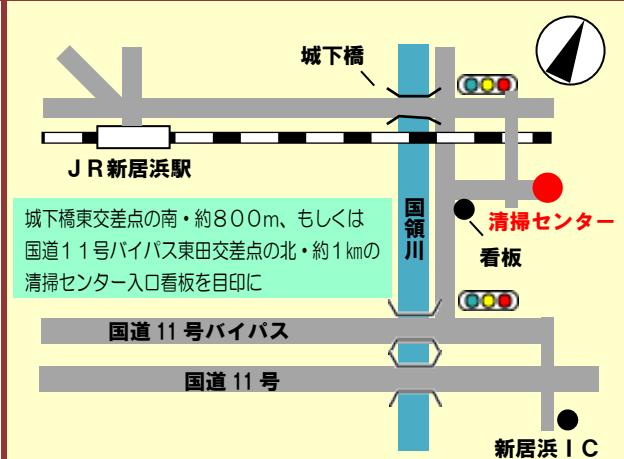 城下橋
ＪＲ新居浜駅
城下橋東交差点の南・約８００ｍ、もしくは
国道１１号バイパス東田交差点の北・約１㎞の
清掃センター入口看板を目印に
国領川
清掃センター
看板
国道 11 号バイパス
国道 11 号
新居浜ＩＣ